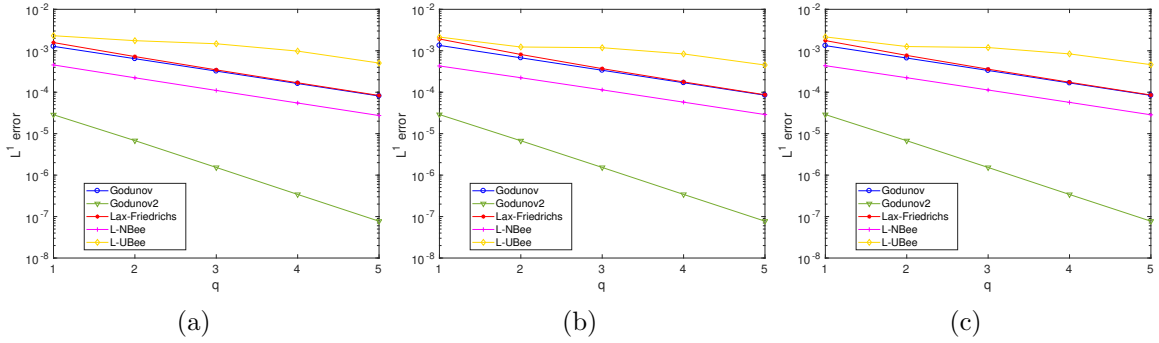 10^-2
10^-3
10^-4
10^-5
10^-6
10^-7
10^-8
L^1 error
1 2 3 4 5
q
Godunov
Godunov2
Lax-Friedrichs
L-NBee
L-UBee
(a)
10^-2
10^-3
10^-4
10^-5
10^-6
10^-7
10^-8
L^1 error
1 2 3 4 5
q
Godunov
Godunov2
Lax-Friedrichs
L-NBee
L-UBee
(b)
10^-2
10^-3
10^-4
10^-5
10^-6
10^-7
10^-8
L^1 error
1 2 3 4 5
q
Godunov
Godunov2
Lax-Friedrichs
L-NBee
L-UBee
(c)